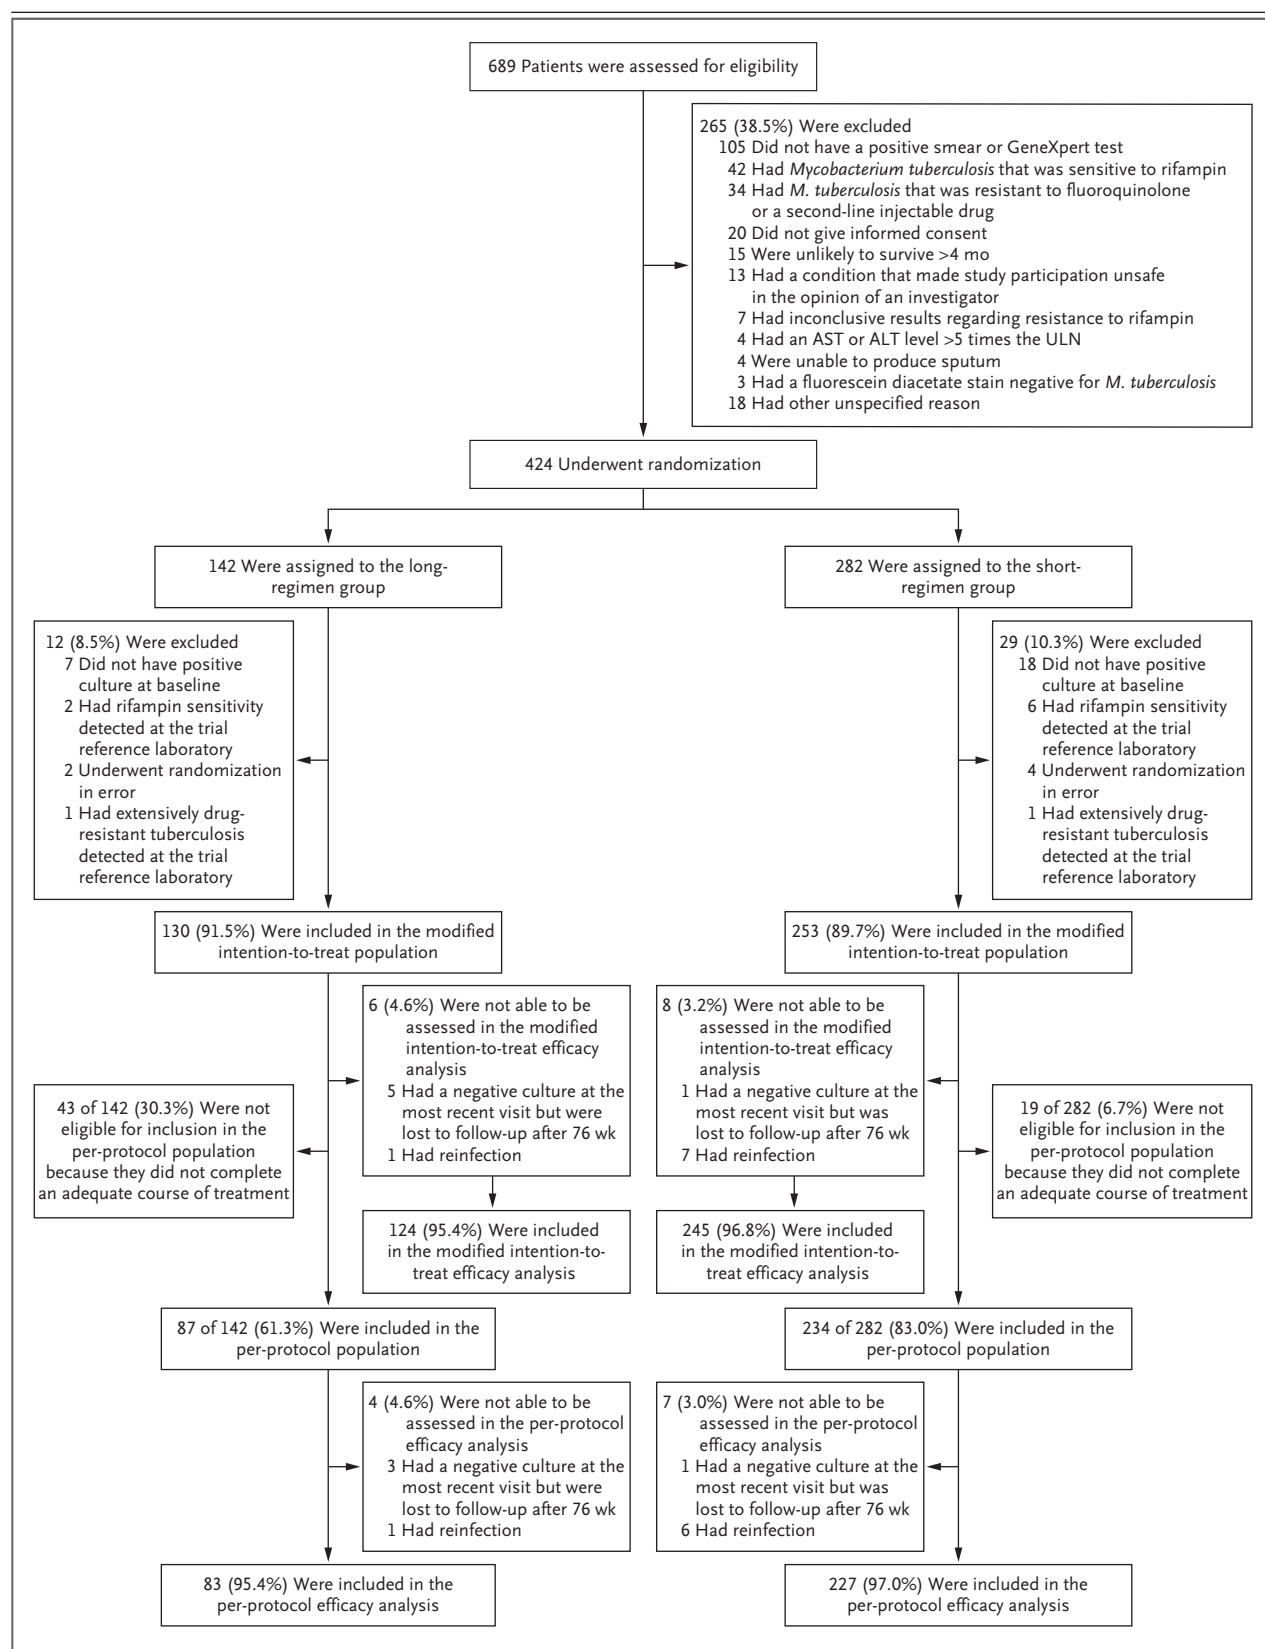 689 Patients were assessed for eligibility
265 (38.5%) Were excluded
105 Did not have a positive smear or GeneXpert test
42 Had Mycobacterium tuberculosis that was sensitive to rifampin
34 Had M. tuberculosis that was resistant to fluoroquinolone
or a second-line injectable drug
20 Did not give informed consent
15 Were unlikely to survive >4 mo
13 Had a condition that made study participation unsafe
in the opinion of an investigator
7 Had inconclusive results regarding resistance to rifampin
4 Had an AST or ALT level >5 times the ULN
4 Were unable to produce sputum
3 Had a fluorescein diacetate stain negative for M. tuberculosis
18 Had other unspecified reason
424 Underwent randomization
142 Were assigned to the long-
regimen group
282 Were assigned to the short-
regimen group
12 (8.5%) Were excluded
7 Did not have positive
culture at baseline
2 Had rifampin sensitivity
detected at the trial
reference laboratory
2 Underwent randomization
in error
1 Had extensively drug-
resistant tuberculosis
detected at the trial
reference laboratory
29 (10.3%) Were excluded
18 Did not have positive
culture at baseline
6 Had rifampin sensitivity
detected at the trial
reference laboratory
4 Underwent randomization
in error
1 Had extensively drug-
resistant tuberculosis
detected at the trial
reference laboratory
130 (91.5%) Were included in the modified
intention-to-treat population
253 (89.7%) Were included in the modified
intention-to-treat population
6 (4.6%) Were not able to be
assessed in the modified
intention-to-treat efficacy
analysis
5 Had a negative culture at the
most recent visit but were
lost to follow-up after 76 wk
1 Had reinfection
8 (3.2%) Were not able to be
assessed in the modified
intention-to-treat efficacy
analysis
1 Had a negative culture at the
most recent visit but was
lost to follow-up after 76 wk
7 Had reinfection
43 of 142 (30.3%) Were not
eligible for inclusion in the
per-protocol population
because they did not complete
an adequate course of treatment
19 of 282 (6.7%) Were not
eligible for inclusion in the
per-protocol population
because they did not complete
an adequate course of treatment
124 (95.4%) Were included
in the modified intention-to-
treat efficacy analysis
245 (96.8%) Were included
in the modified intention-to-
treat efficacy analysis
87 of 142 (61.3%) Were included in the
per-protocol population
234 of 282 (83.0%) Were included in the
per-protocol population
4 (4.6%) Were not able to be
assessed in the per-protocol
efficacy analysis
3 Had a negative culture at the
most recent visit but were
lost to follow-up after 76 wk
1 Had reinfection
7 (3.0%) Were not able to be
assessed in the per-protocol
efficacy analysis
1 Had a negative culture at the
most recent visit but was
lost to follow-up after 76 wk
6 Had reinfection
83 (95.4%) Were included in the
per-protocol efficacy analysis
227 (97.0%) Were included in the
per-protocol efficacy analysis